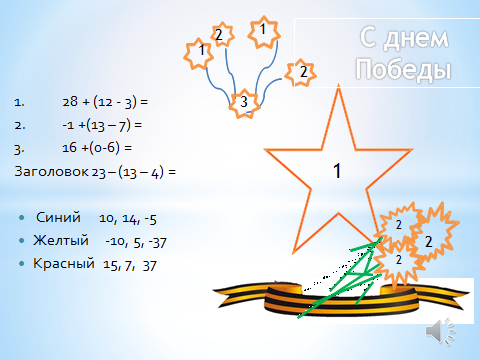 С днем
Победы
2
1
1
2
3
1. 28 + (12 - 3) =
2. -1 +(13 – 7) =
3. 16 +(0-6) =
Заголовок 23 – (13 – 4) =
1
• Синий 10, 14, -5
• Желтый -10, 5, -37
• Красный 15, 7, 37
2
2
2